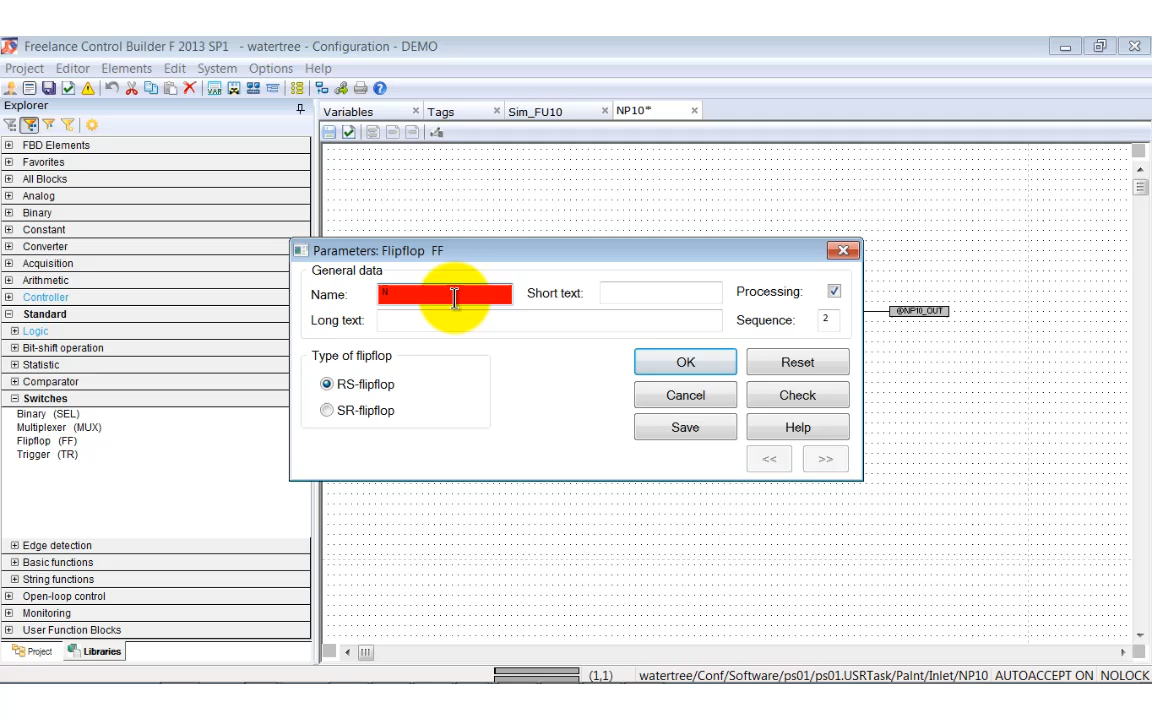 Freelance Control Builder F 2013 SP1 - watertree - Configuration - DEMO
Project Editor Elements Edit System Options Help
Explorer
Variables Tags Sim_FU10 NP10*
FBD Elements
Favorites
All Blocks
Analog
Binary
Constant
Converter
Acquisition
Arithmetic
Controller
Standard
Logic
Bit-shift operation
Statistic
Comparator
Switches
Binary (SEL)
Multiplexer (MUX)
Flipflop (FF)
Trigger (TR)
Edge detection
Basic functions
String functions
Open-loop control
Monitoring
User Function Blocks
Project Libraries
Parameters: Flipflop FF
General data
Name: N Short text: Processing:
Long text: Sequence: 2
Type of flipflop
RS-flipflop
SR-flipflop
OK Reset
Cancel Check
Save Help
<< >>
@NP10_OUT
(1,1) watertree/Conf/Software/ps01/ps01.USRTask/PaInt/Inlet/NP10 AUTOACCEPT ON NOLOCK